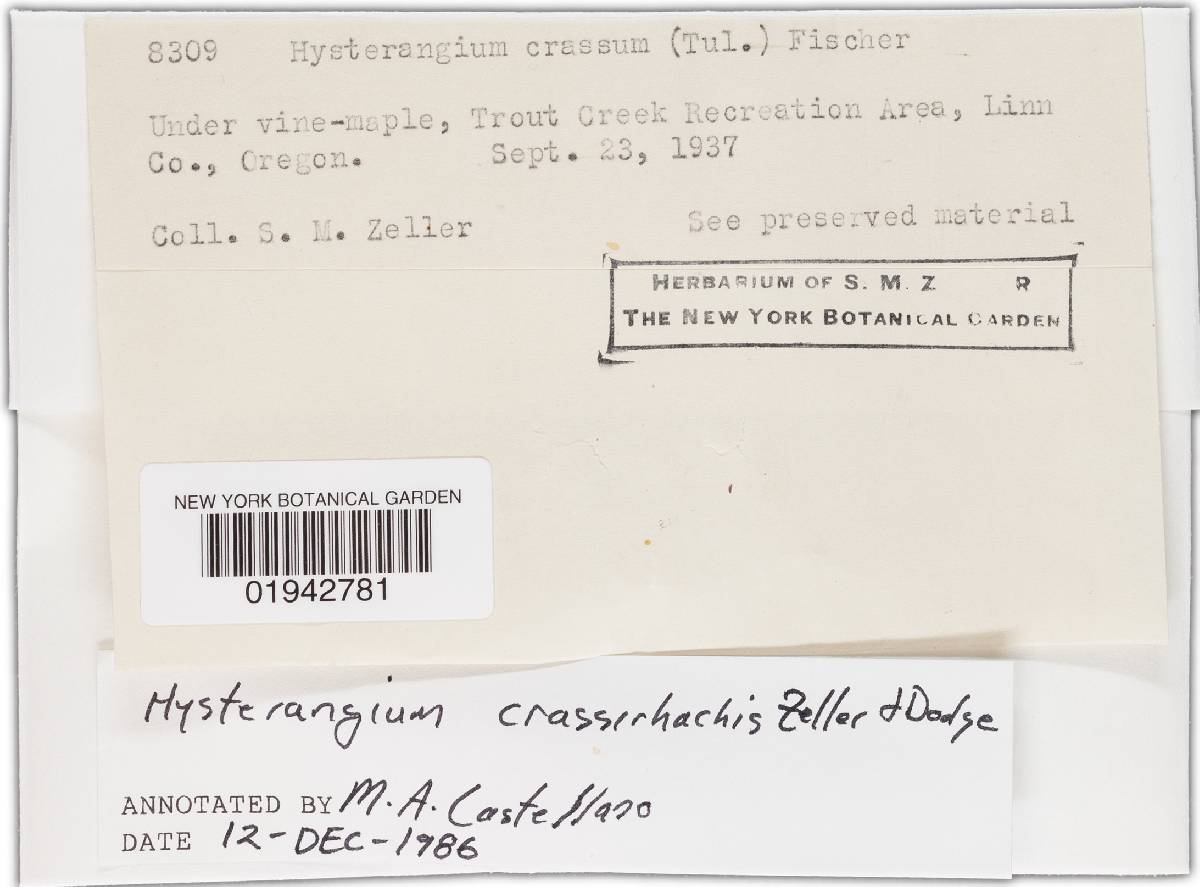 8309 Hysterangium crassum (Tul.) Fischer
Under vine-maple, Trout Creek Recreation Area, Linn
Co., Oregon. Sept. 23, 1937
Coll. S. M. Zeller See preserved material
HERBARIUM OF S. M. Z R
THE NEW YORK BOTANICAL GARDEN
NEW YORK BOTANICAL GARDEN
01942781
Hysterangium crassirhachis Zeller & Dodge
ANNOTATED BY M. A. Castellano
DATE 12-DEC-1986